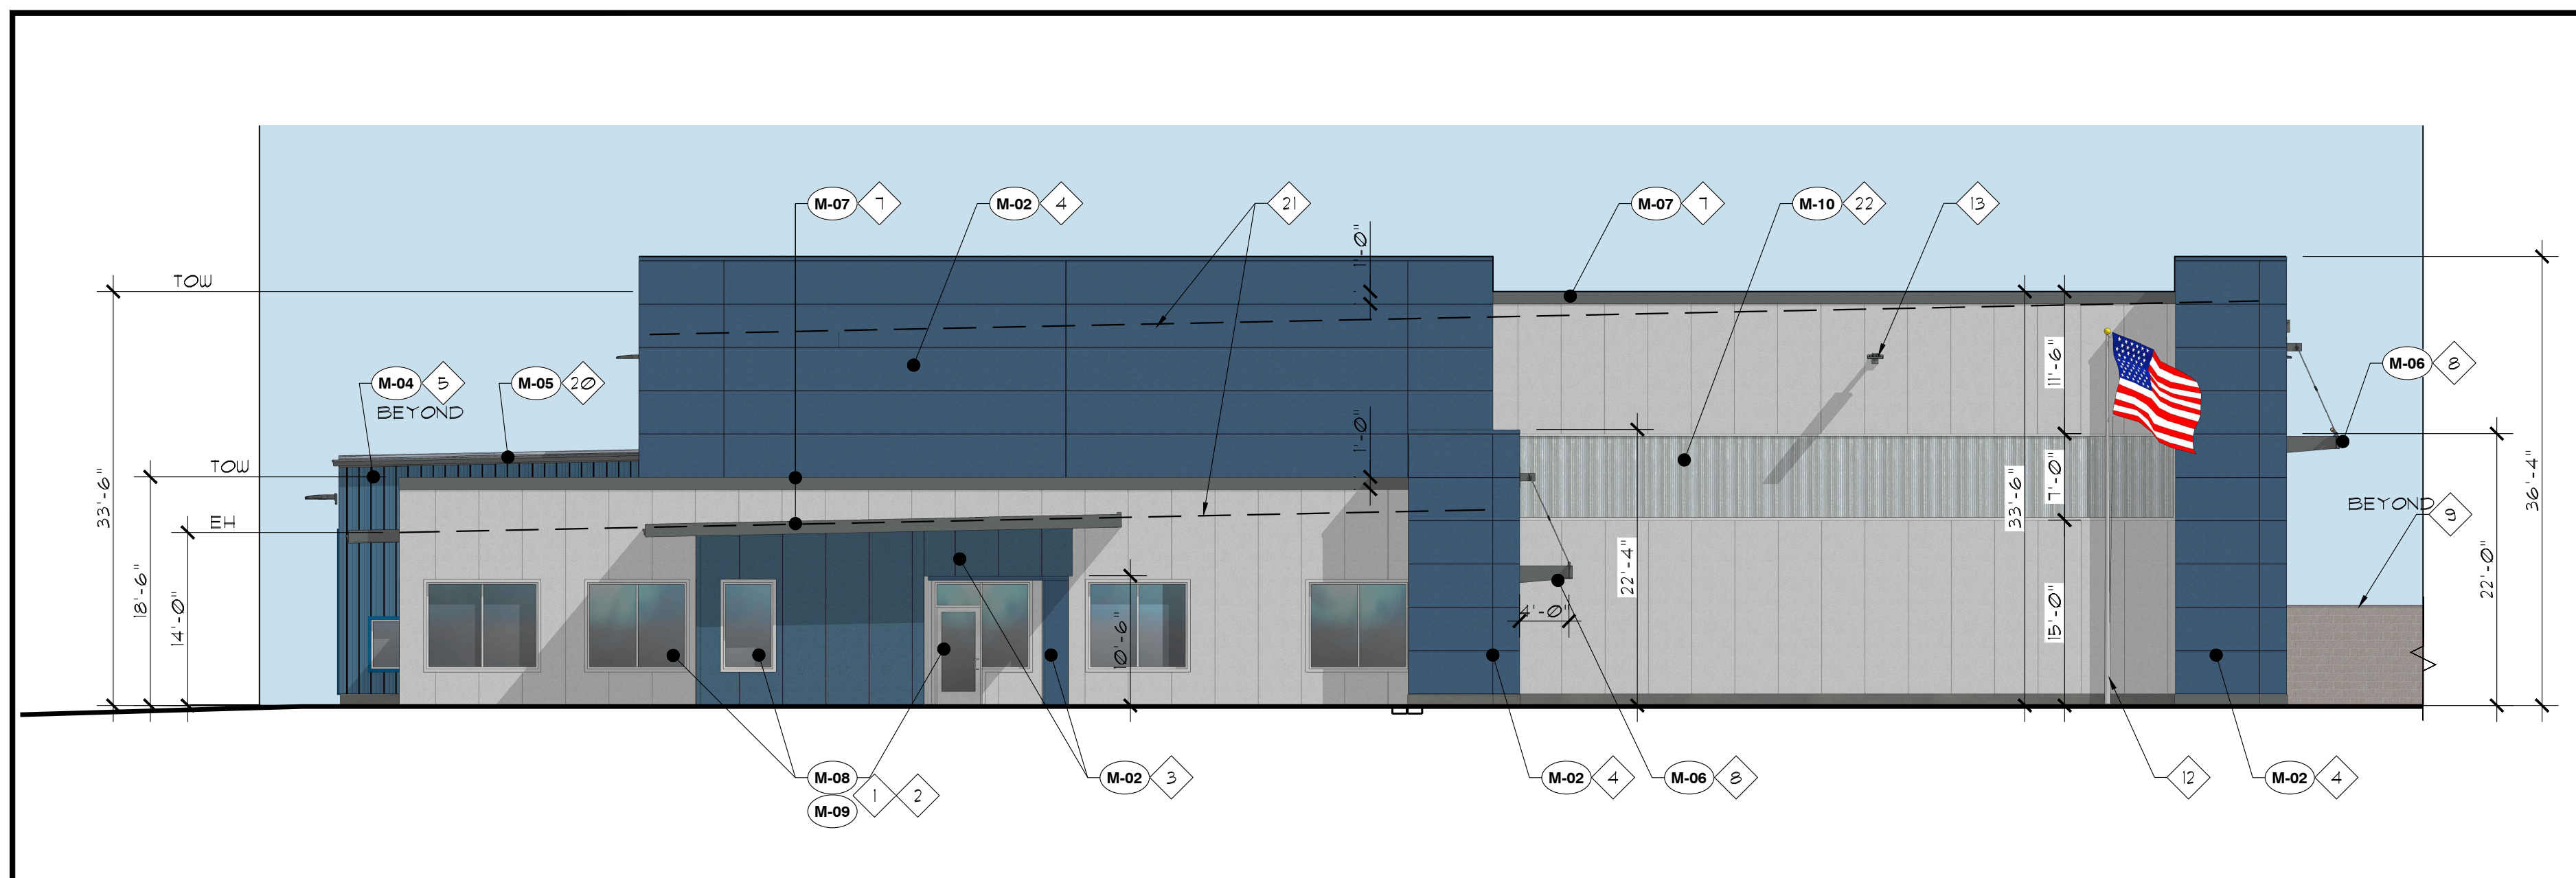 M-07 7
M-02 4
21
M-07 7
M-10 22
13
1'-0"
TOW
M-04 5
BEYOND
M-05 20
11'-6"
M-06 8
1'-0"
TOW
33'-6"
EH
33'-6"
7'-0"
36'-4"
BEYOND 9
18'-6"
14'-0"
22'-4"
22'-0"
10'-6"
4'-0"
15'-0"
M-08
M-09
1 2
M-02 3
M-02 4
M-06 8
12
M-02 4